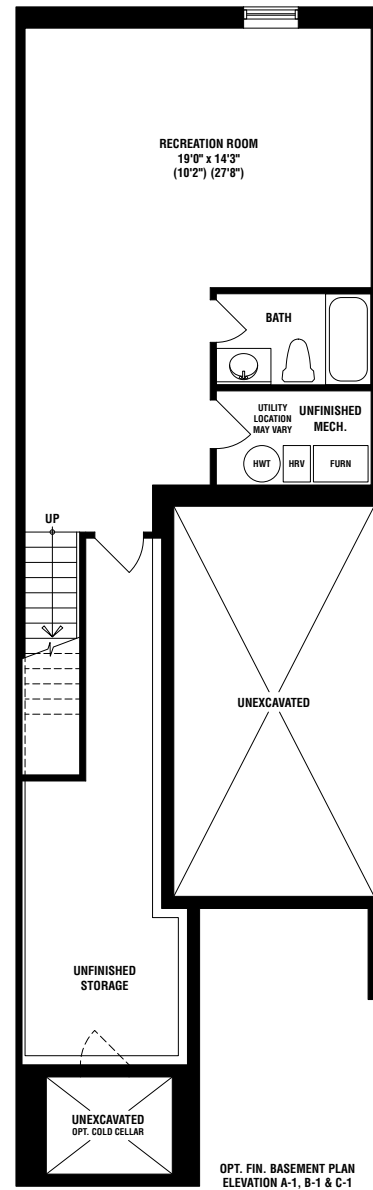 RECREATION ROOM
19'0" x 14'3"
(10'2") (27'8")
BATH
UTILITY
LOCATION
MAY VARY
UNFINISHED
MECH.
HWT
HRV
FURN
UP
UNEXCAVATED
UNFINISHED
STORAGE
UNEXCAVATED
OPT. COLD CELLAR
OPT. FIN. BASEMENT PLAN
ELEVATION A-1, B-1 & C-1